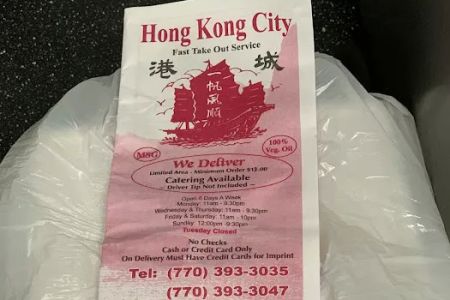 Hong Kong City
Fast Take Out Service
港 城
一帆風順
MSG
100%
Veg. Oil
We Deliver
Limited Area - Minimum Order $15.00
Catering Available
~ Driver Tip Not Included ~
Open 6 Days A Week
Monday: 11am - 9:30pm
Wednesday & Thursday: 11am - 9:30pm
Friday & Saturday: 11am - 10pm
Sunday: 12:00pm -9:30pm
Tuesday Closed
No Checks
Cash or Credit Card Only
On Delivery Must Have Credit Cards for Imprint
Tel: (770) 393-3035
(770) 393-3047